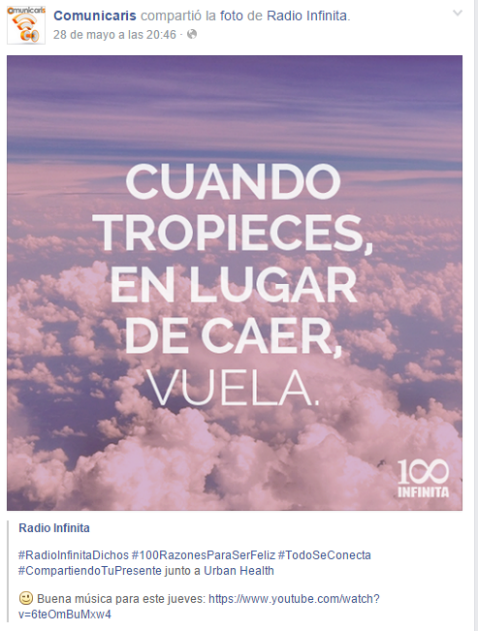 Comunicaris
Comunicaris compartió la foto de Radio Infinita.
28 de mayo a las 20:46 ·
CUANDO
TROPIECES,
EN LUGAR
DE CAER,
VUELA.
100
INFINITA
Radio Infinita
#RadioInfinitaDichos #100RazonesParaSerFeliz #TodoSeConecta
#CompartiendoTuPresente junto a Urban Health
Buena música para este jueves: https://www.youtube.com/watch?
v=6teOmBuMxw4